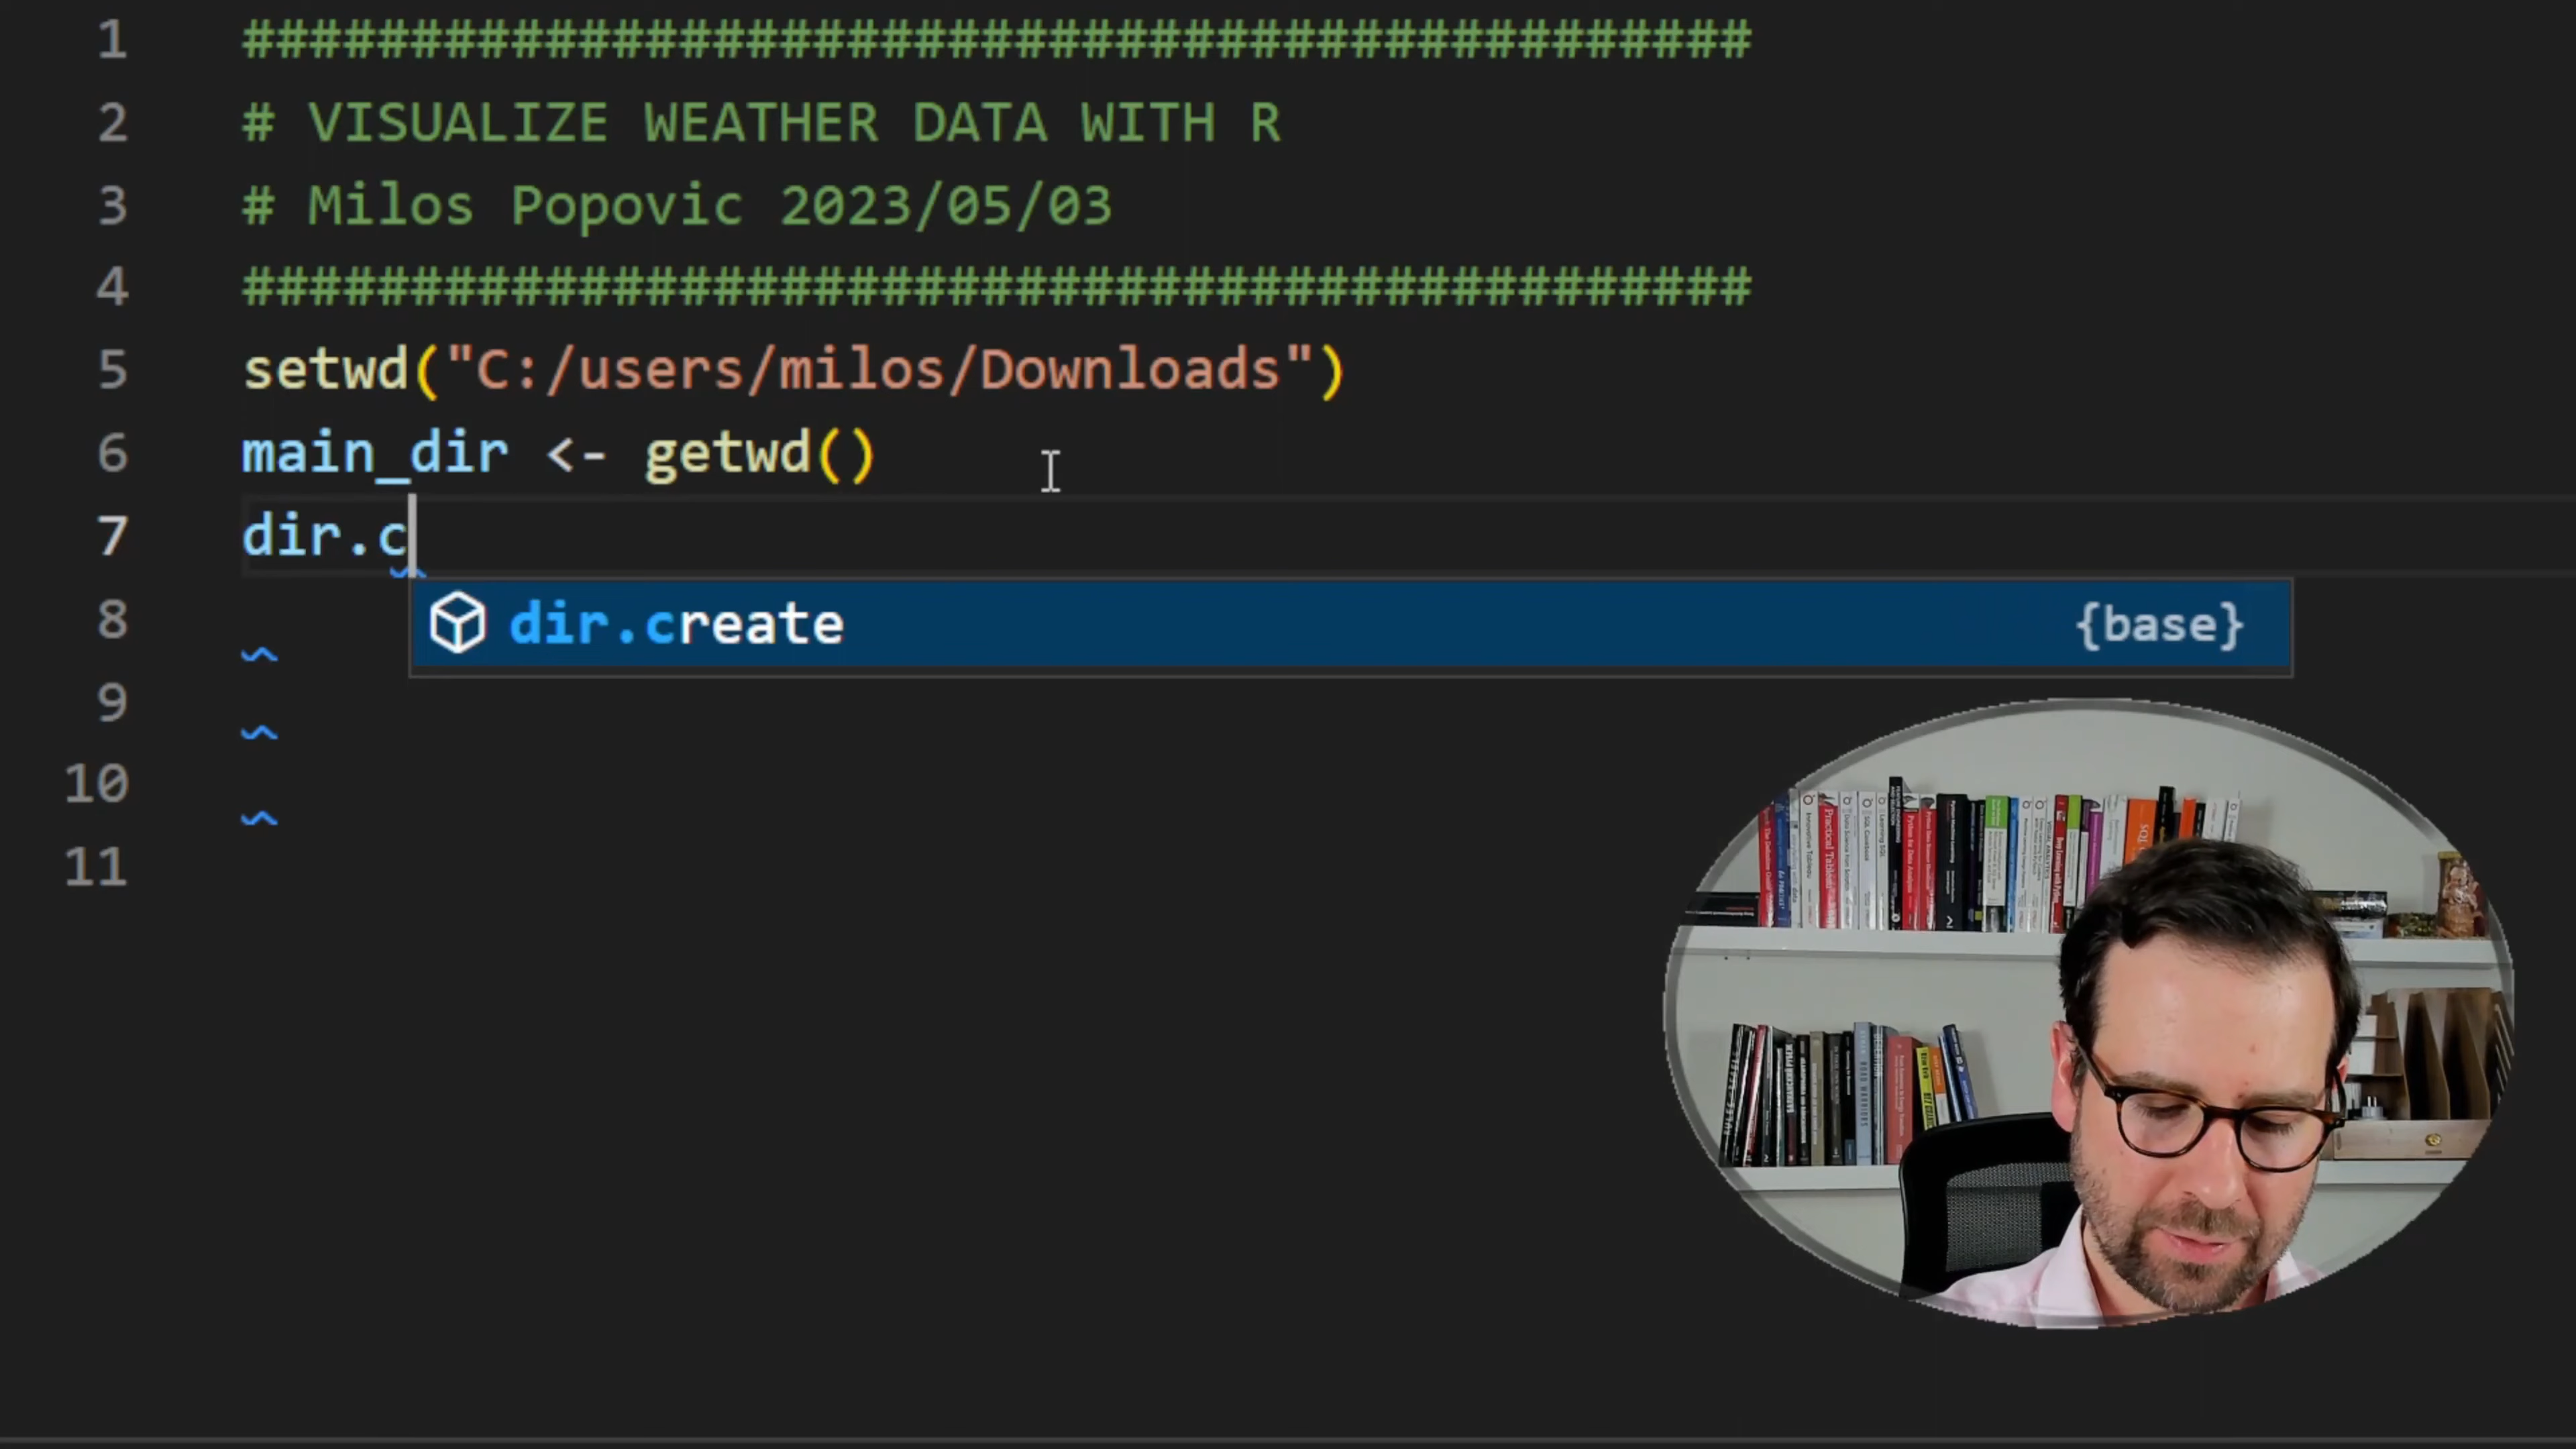 1 #############################################
2 # VISUALIZE WEATHER DATA WITH R
3 # Milos Popovic 2023/05/03
4 #############################################
5 setwd("C:/users/milos/Downloads")
6 main_dir <- getwd()
7 dir.c
dir.create {base}
8
9
10
11